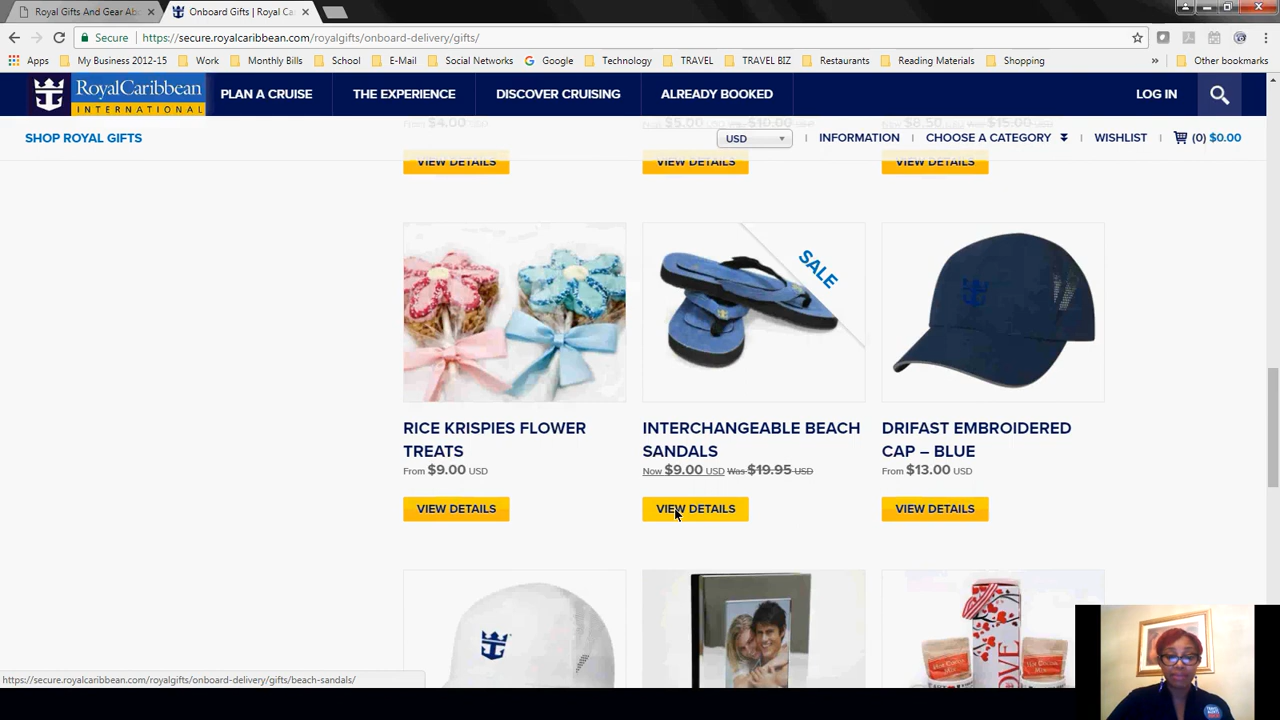 Royal Gifts And Gear Ab
Onboard Gifts | Royal Ca
Secure
https://secure.royalcaribbean.com/royalgifts/onboard-delivery/gifts/
Apps
My Business 2012-15
Work
Monthly Bills
School
E-Mail
Social Networks
Google
Technology
TRAVEL
TRAVEL BIZ
Restaurants
Reading Materials
Shopping
»
Other bookmarks
RoyalCaribbean
INTERNATIONAL
PLAN A CRUISE
THE EXPERIENCE
DISCOVER CRUISING
ALREADY BOOKED
LOG IN
From $4.00 USD
Now $5.00 USD Was $10.00 USD
Now $8.50 USD Was $15.00 USD
SHOP ROYAL GIFTS
USD
INFORMATION
CHOOSE A CATEGORY
WISHLIST
(0) $0.00
VIEW DETAILS
VIEW DETAILS
VIEW DETAILS
SALE
RICE KRISPIES FLOWER
TREATS
From $9.00 USD
VIEW DETAILS
INTERCHANGEABLE BEACH
SANDALS
Now $9.00 USD Was $19.95 USD
VIEW DETAILS
DRIFAST EMBROIDERED
CAP – BLUE
From $13.00 USD
VIEW DETAILS
LOVE
https://secure.royalcaribbean.com/royalgifts/onboard-delivery/gifts/beach-sandals/